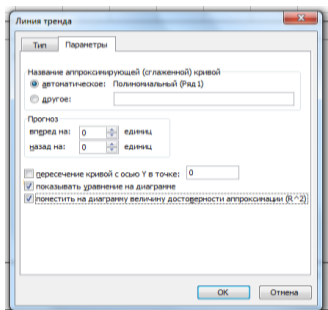 Линия тренда
Тип Параметры
Название аппроксимирующей (сглаженной) кривой
автоматическое: Полиномиальный (Ряд 1)
другое:
Прогноз
вперед на: 0 единиц
назад на: 0 единиц
пересечение кривой с осью Y в точке: 0
показывать уравнение на диаграмме
поместить на диаграмму величину достоверности аппроксимации (R^2)
ОК Отмена